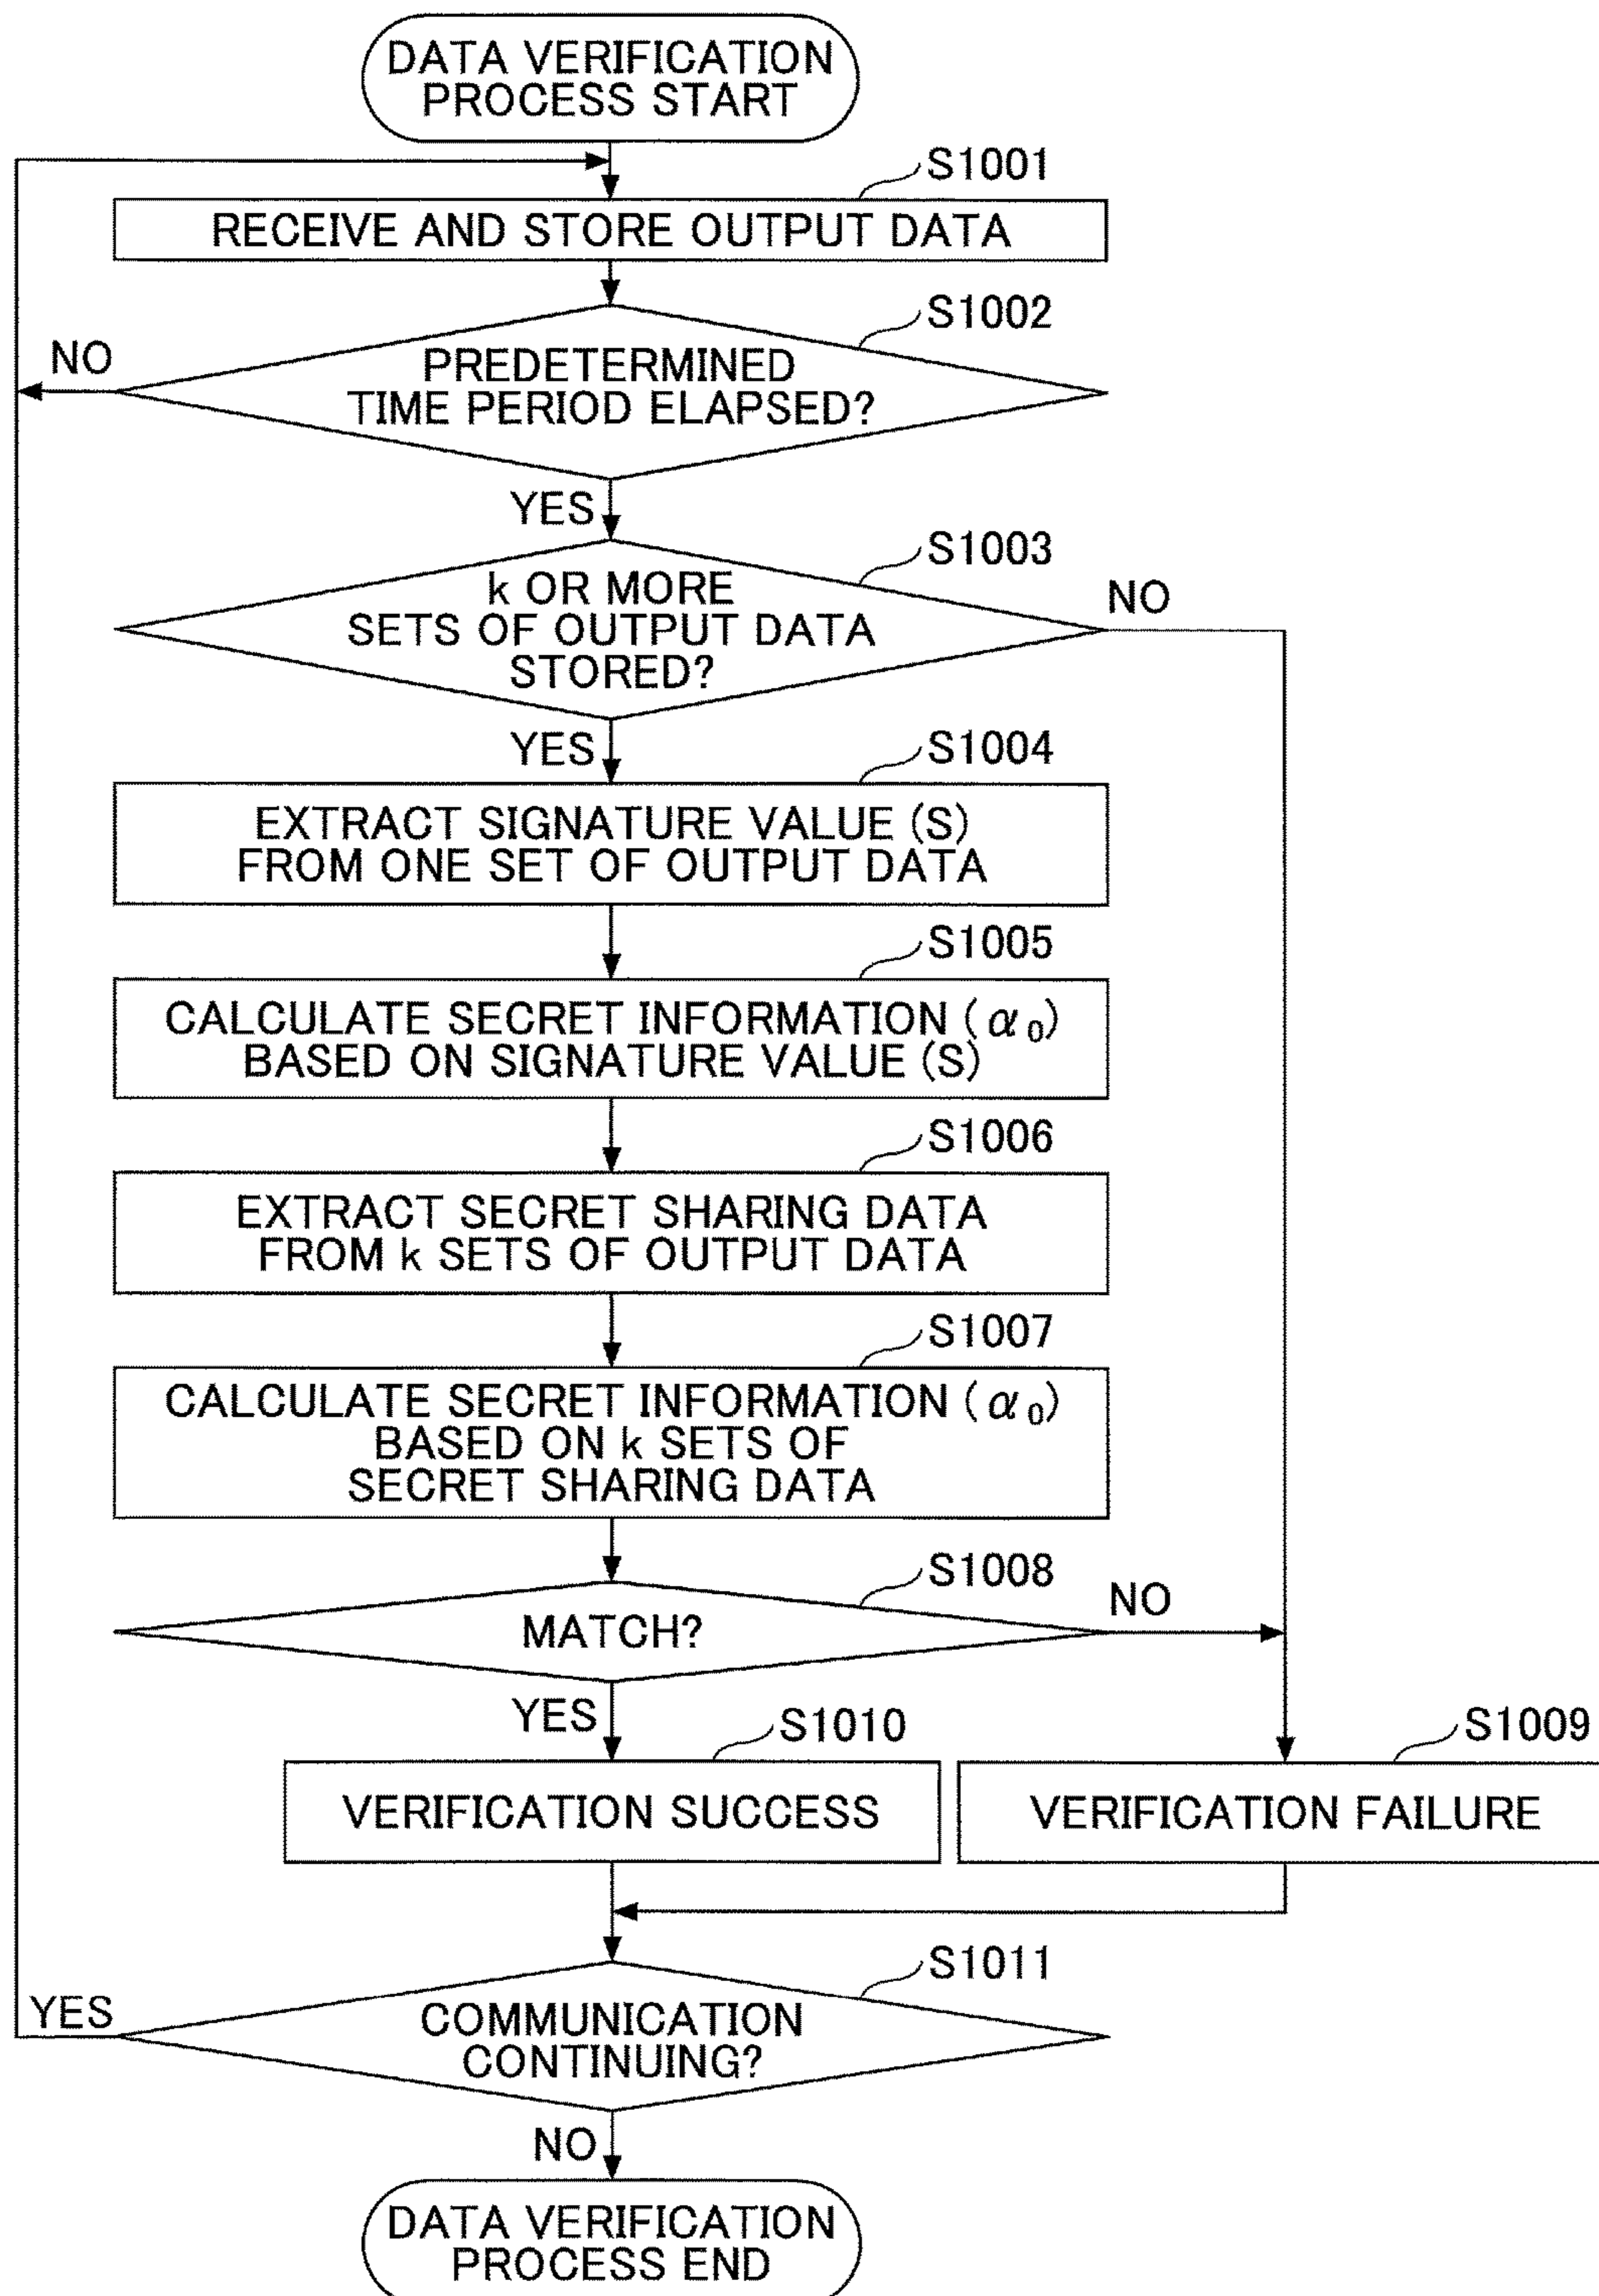 DATA VERIFICATION
PROCESS START
S1001
RECEIVE AND STORE OUTPUT DATA
S1002
NO
PREDETERMINED
TIME PERIOD ELAPSED?
YES
S1003
k OR MORE
SETS OF OUTPUT DATA
STORED?
NO
YES
S1004
EXTRACT SIGNATURE VALUE (S)
FROM ONE SET OF OUTPUT DATA
S1005
CALCULATE SECRET INFORMATION (α₀)
BASED ON SIGNATURE VALUE (S)
S1006
EXTRACT SECRET SHARING DATA
FROM k SETS OF OUTPUT DATA
S1007
CALCULATE SECRET INFORMATION (α₀)
BASED ON k SETS OF
SECRET SHARING DATA
S1008
MATCH?
NO
YES
S1010
S1009
VERIFICATION SUCCESS
VERIFICATION FAILURE
S1011
YES
COMMUNICATION
CONTINUING?
NO
DATA VERIFICATION
PROCESS END